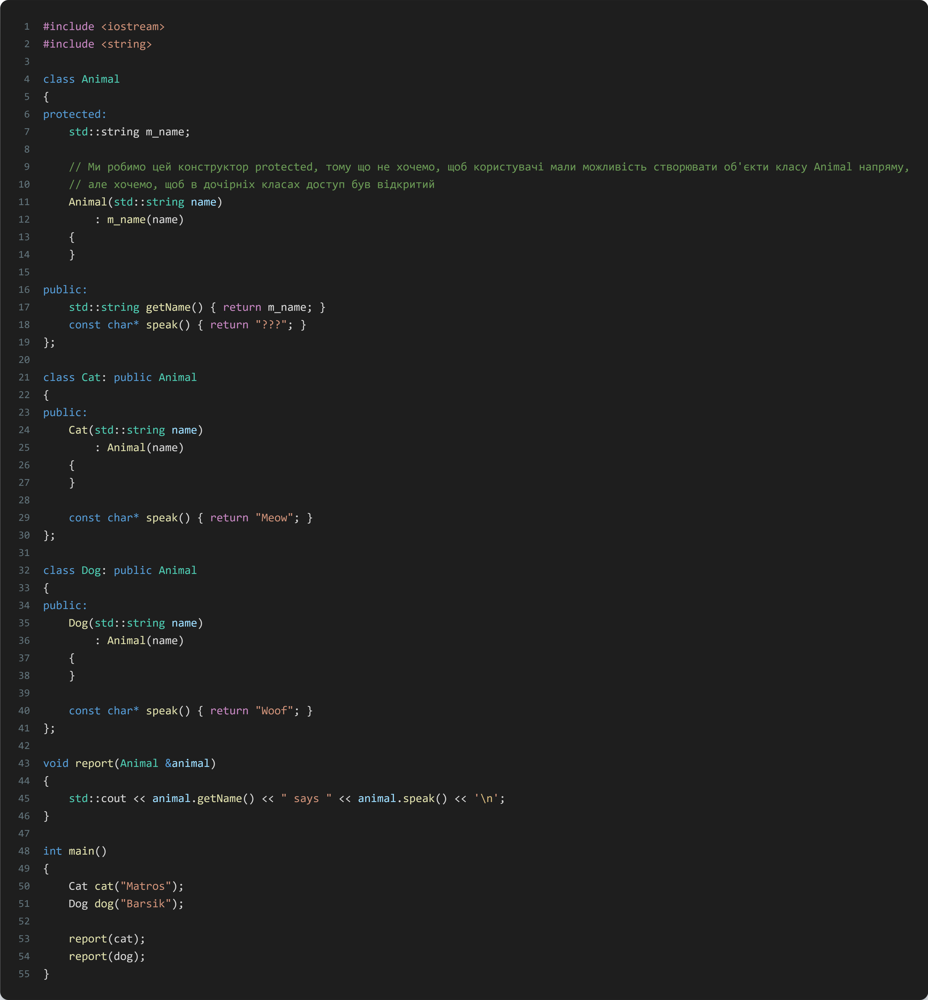 1 #include <iostream>
2 #include <string>
3
4 class Animal
5 {
6 protected:
7     std::string m_name;
8
9     // Ми робимо цей конструктор protected, тому що не хочемо, щоб користувачі мали можливість створювати об'єкти класу Animal напряму,
10     // але хочемо, щоб в дочірніх класах доступ був відкритий
11     Animal(std::string name)
12         : m_name(name)
13     {
14     }
15
16 public:
17     std::string getName() { return m_name; }
18     const char* speak() { return "???"; }
19 };
20
21 class Cat: public Animal
22 {
23 public:
24     Cat(std::string name)
25         : Animal(name)
26     {
27     }
28
29     const char* speak() { return "Meow"; }
30 };
31
32 class Dog: public Animal
33 {
34 public:
35     Dog(std::string name)
36         : Animal(name)
37     {
38     }
39
40     const char* speak() { return "Woof"; }
41 };
42
43 void report(Animal &animal)
44 {
45     std::cout << animal.getName() << " says " << animal.speak() << '\n';
46 }
47
48 int main()
49 {
50     Cat cat("Matros");
51     Dog dog("Barsik");
52
53     report(cat);
54     report(dog);
55 }